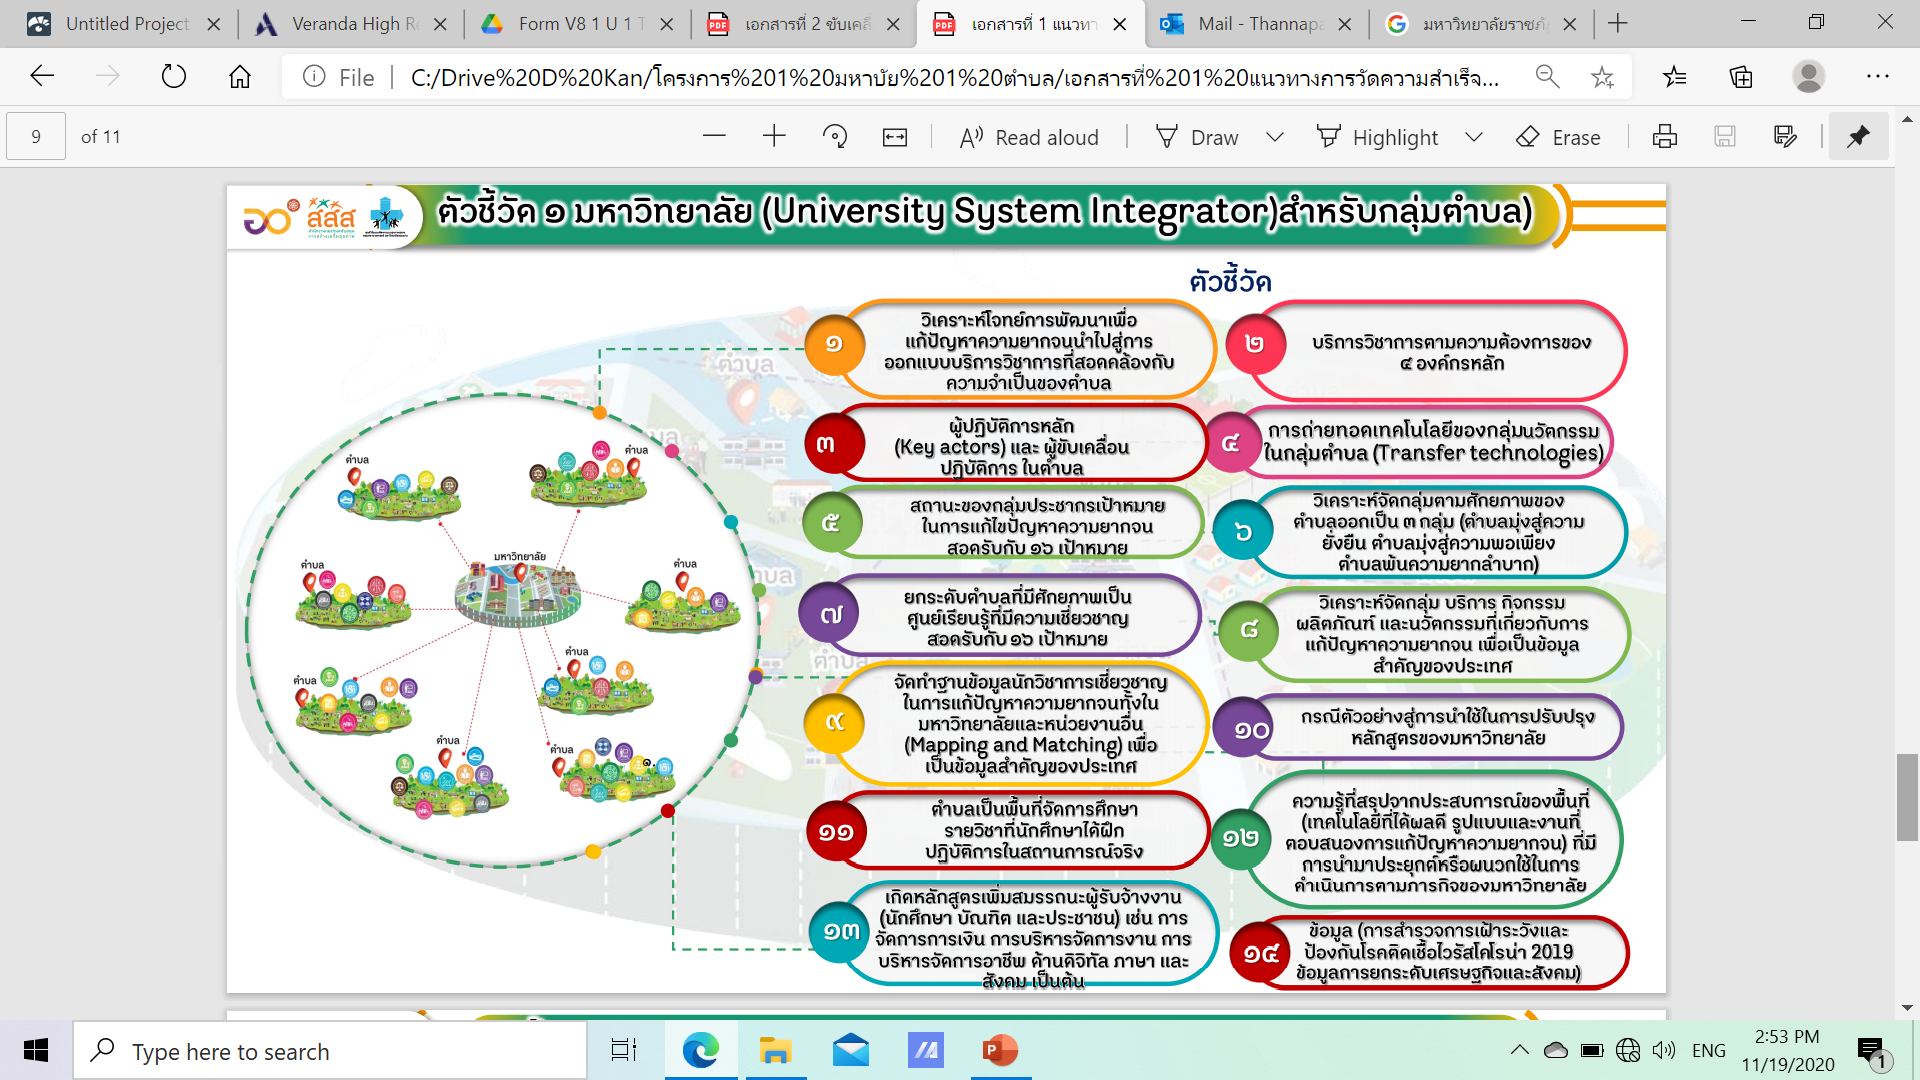 Untitled Project
Veranda High Re
Form V8 1 U 1 T
เอกสารที่ 2 ขับเคลื
เอกสารที่ 1 แนวทา
Mail - Thannapa
มหาวิทยาลัยราชภัฏ
File
C:/Drive%20D%20Kan/โครงการ%201%20มหาบัย%201%20ตำบล/เอกสารที่%201%20แนวทางการวัดความสำเร็จ...
9 of 11
Read aloud
Draw
Highlight
Erase
สสส
ตัวชี้วัด ๑ มหาวิทยาลัย (University System Integrator)สำหรับกลุ่มตำบล)
ตัวชี้วัด
๑
วิเคราะห์โจทย์การพัฒนาเพื่อ
แก้ปัญหาความยากจนนำไปสู่การ
ออกแบบบริการวิชาการที่สอดคล้องกับ
ความจำเป็นของตำบล
๒
บริการวิชาการตามความต้องการของ
๔ องค์กรหลัก
๓
ผู้ปฏิบัติการหลัก
(Key actors) และ ผู้ขับเคลื่อน
ปฏิบัติการ ในตำบล
๔
การถ่ายทอดเทคโนโลยีของกลุ่มนวัตกรรม
ในกลุ่มตำบล (Transfer technologies)
๕
สถานะของกลุ่มประชากรเป้าหมาย
ในการแก้ไขปัญหาความยากจน
สอดรับกับ ๑๖ เป้าหมาย
๖
วิเคราะห์จัดกลุ่มตามศักยภาพของ
ตำบลออกเป็น ๓ กลุ่ม (ตำบลมุ่งสู่ความ
ยั่งยืน ตำบลมุ่งสู่ความพอเพียง
ตำบลพ้นความยากลำบาก)
๗
ยกระดับตำบลที่มีศักยภาพเป็น
ศูนย์เรียนรู้ที่มีความเชี่ยวชาญ
สอดรับกับ ๑๖ เป้าหมาย
๘
วิเคราะห์จัดกลุ่ม บริการ กิจกรรม
ผลิตภัณฑ์ และนวัตกรรมที่เกี่ยวกับการ
แก้ปัญหาความยากจน เพื่อเป็นข้อมูล
สำคัญของประเทศ
๙
จัดทำฐานข้อมูลนักวิชาการเชี่ยวชาญ
ในการแก้ปัญหาความยากจนทั้งใน
มหาวิทยาลัยและหน่วยงานอื่น
(Mapping and Matching) เพื่อ
เป็นข้อมูลสำคัญของประเทศ
๑๐
กรณีตัวอย่างสู่การนำใช้ในการปรับปรุง
หลักสูตรของมหาวิทยาลัย
๑๑
ตำบลเป็นพื้นที่จัดการศึกษา
รายวิชาที่นักศึกษาได้ฝึก
ปฏิบัติการในสถานการณ์จริง
๑๒
ความรู้ที่สรุปจากประสบการณ์ของพื้นที่
(เทคโนโลยีที่ได้ผลดี รูปแบบและงานที่
ตอบสนองการแก้ปัญหาความยากจน) ที่มี
การนำมาประยุกต์หรือผนวกใช้ในการ
ดำเนินการตามภารกิจของมหาวิทยาลัย
๑๓
เกิดหลักสูตรเพิ่มสมรรถนะผู้รับจ้างงาน
(นักศึกษา บัณฑิต และประชาชน) เช่น การ
จัดการการเงิน การบริหารจัดการงาน การ
บริหารจัดการอาชีพ ด้านดิจิทัล ภาษา และ
สังคม เป็นต้น
๑๔
ข้อมูล (การสำรวจการเฝ้าระวังและ
ป้องกันโรคติดเชื้อไวรัสโคโรน่า 2019
ข้อมูลการยกระดับเศรษฐกิจและสังคม)
ตำบล
ตำบล
มหาวิทยาลัย
ตำบล
ตำบล
ตำบล
ตำบล
ตำบล
ตำบล
๑.
Type here to search
ENG
2:53 PM
11/19/2020
1